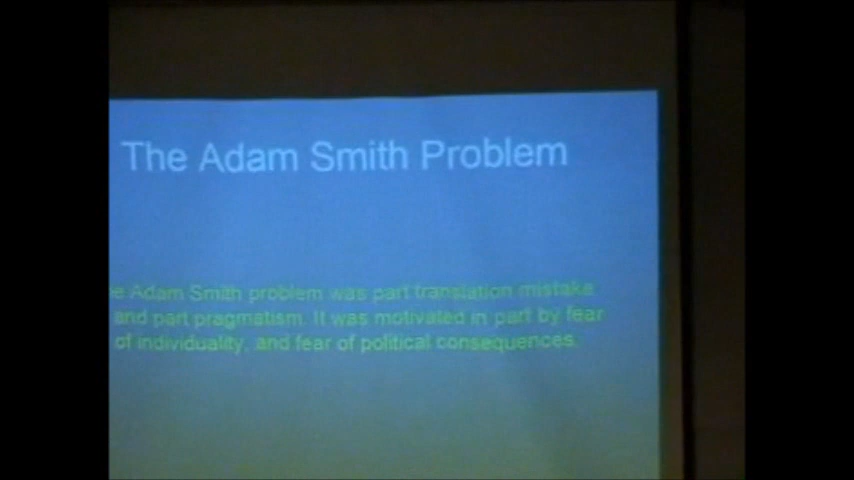 The Adam Smith Problem
e Adam Smith problem was part translation mistake
and part pragmatism. It was motivated in part by fear
of individuality, and fear of political consequences.